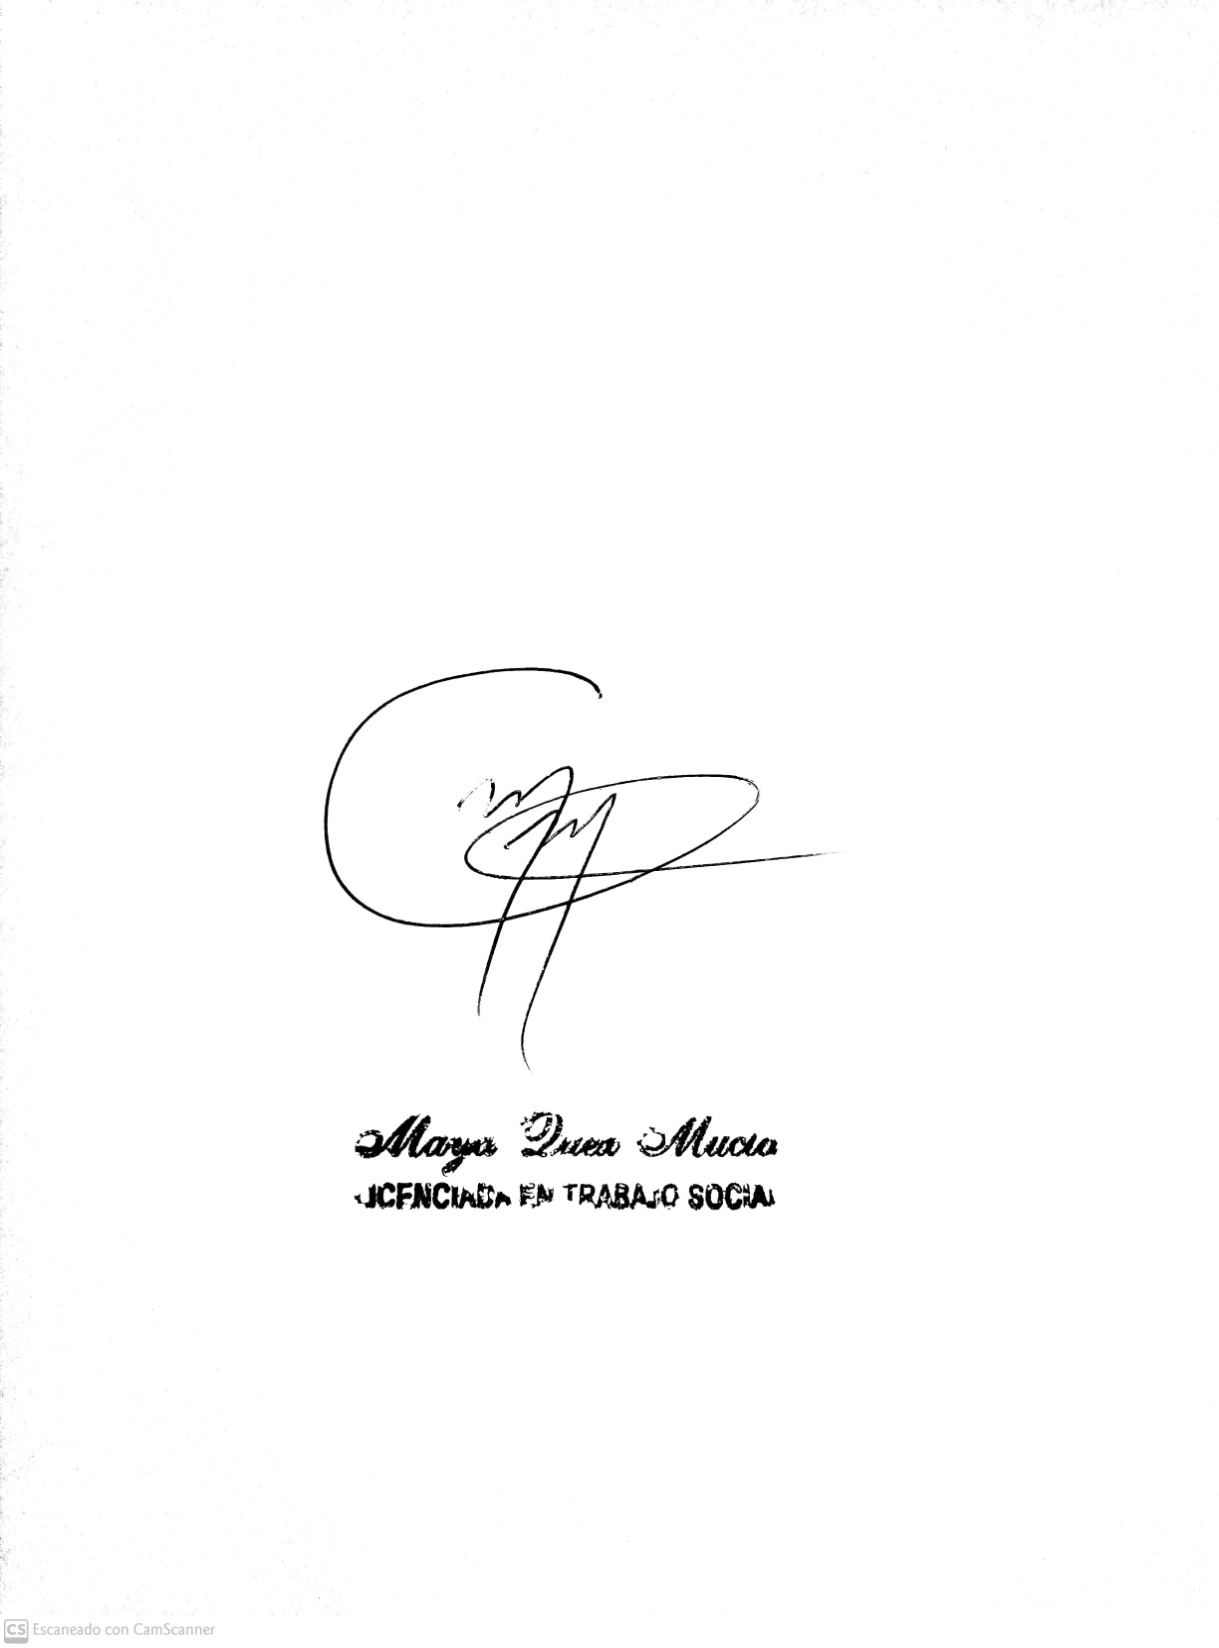 Maya Quea Mucia
LICENCIADA EN TRABAJO SOCIAL
CS Escaneado con CamScanner